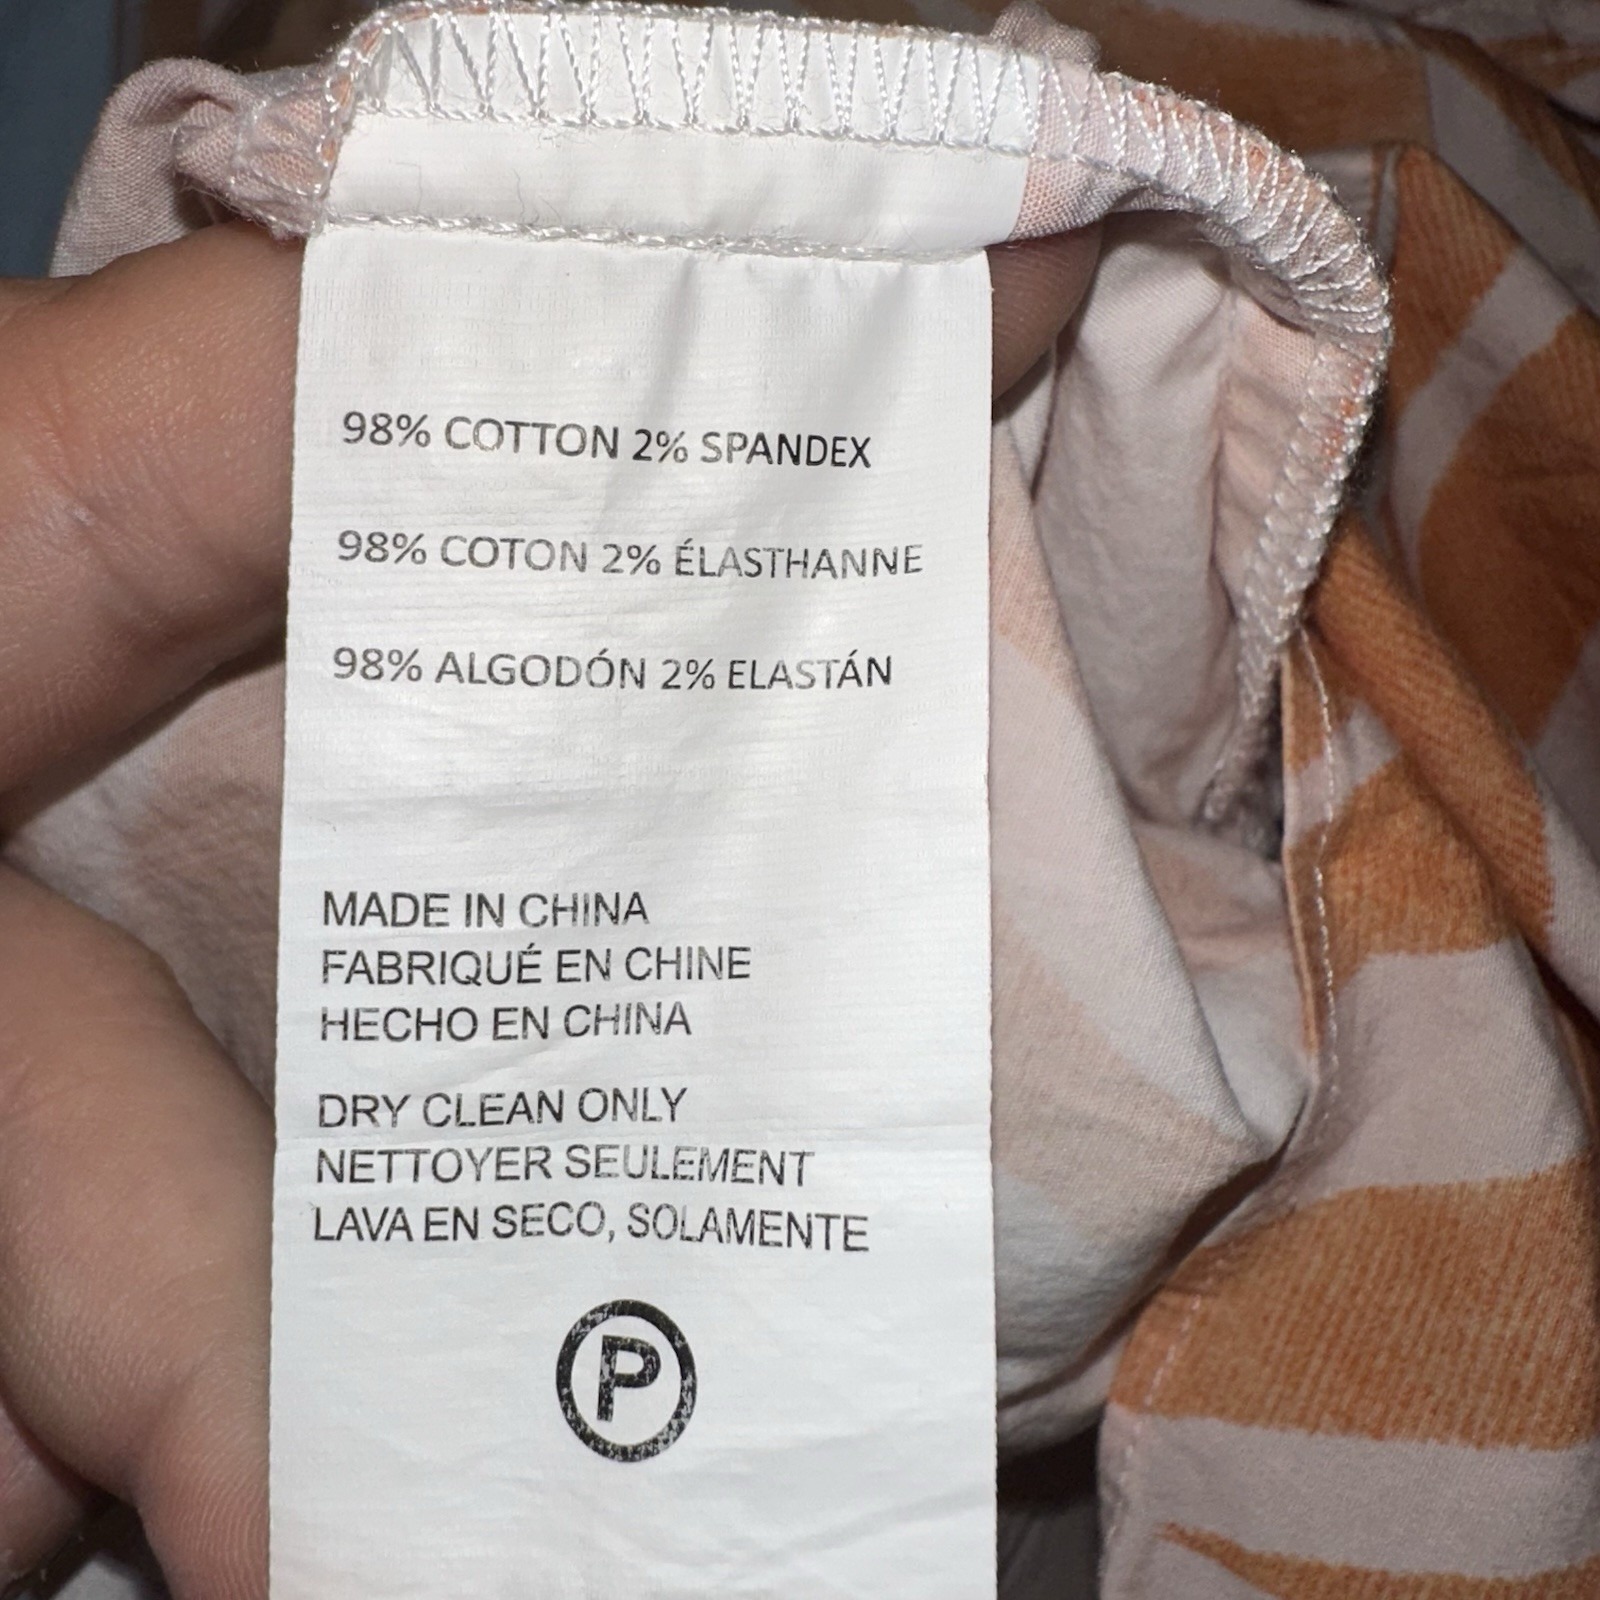 98% COTTON 2% SPANDEX
98% COTON 2% ÉLASTHANNE
98% ALGODÓN 2% ELASTÁN
MADE IN CHINA
FABRIQUÉ EN CHINE
HECHO EN CHINA
DRY CLEAN ONLY
NETTOYER SEULEMENT
LAVA EN SECO, SOLAMENTE
P